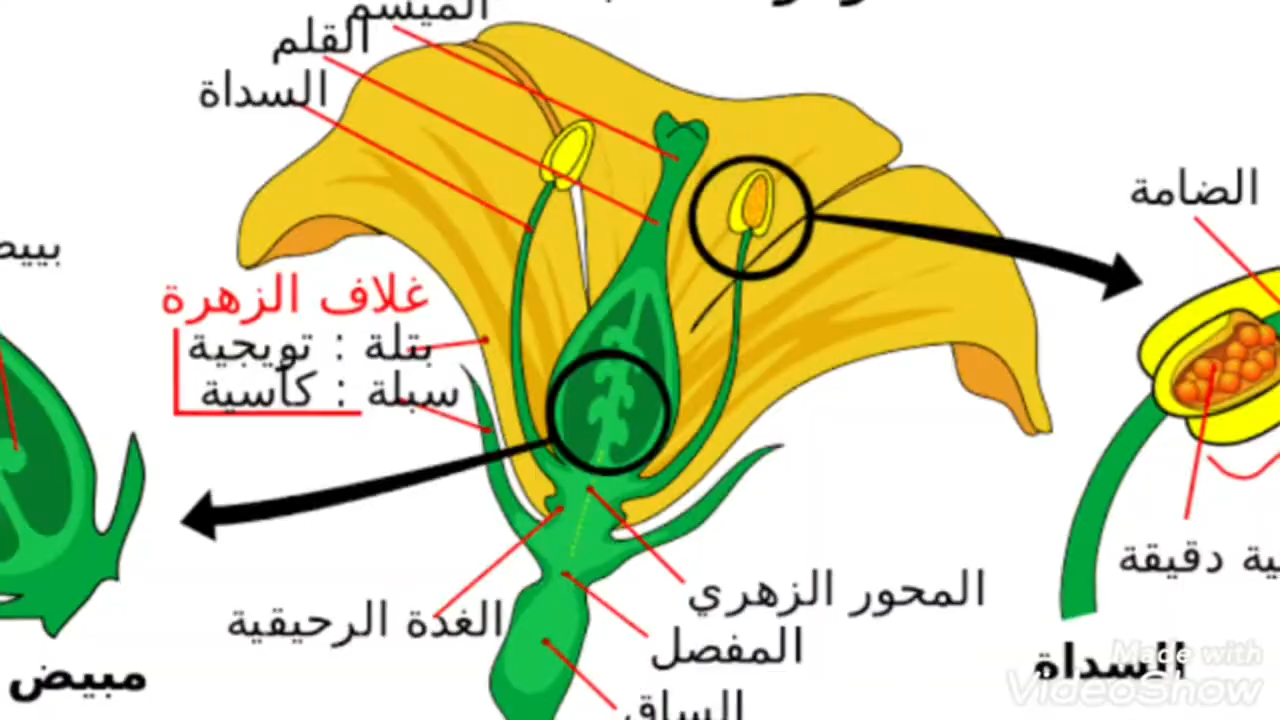 الميسم
القلم
السداة
الضامة
غلاف الزهرة
بتلة : تويجية
سبلة : كأسية
دقيقة
المحور الزهري
الغدة الرحيقية
المفصل
السداة
مبيض
الساق
Made with
VideoShow